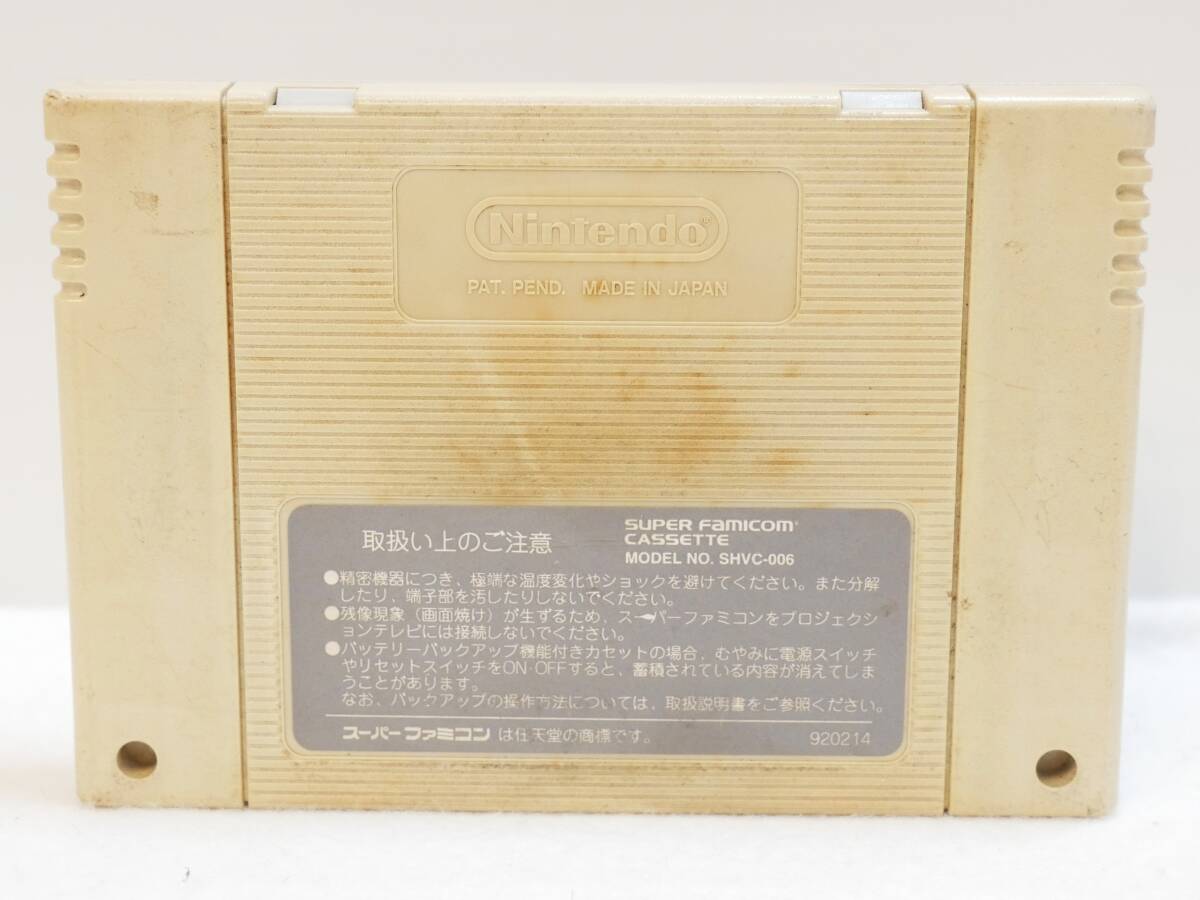 Nintendo®
PAT. PEND. MADE IN JAPAN
取扱い上のご注意
SUPER FAMICOM
CASSETTE
MODEL NO. SHVC-006
●精密機器につき、極端な温度変化やショックを避けてください。また分解
したり、端子部を汚したりしないでください。
●残像現象（画面焼け）が生ずるため、スーパーファミコンをプロジェクシ
ョンテレビには接続しないでください。
●バッテリーバックアップ機能付きカセットの場合、むやみに電源スイッチ
やリセットスイッチをON・OFFすると、蓄積されている内容が消えてしま
うことがあります。
なお、バックアップの操作方法については、取扱説明書をご参照ください。
スーパーファミコンは任天堂の商標です。
920214